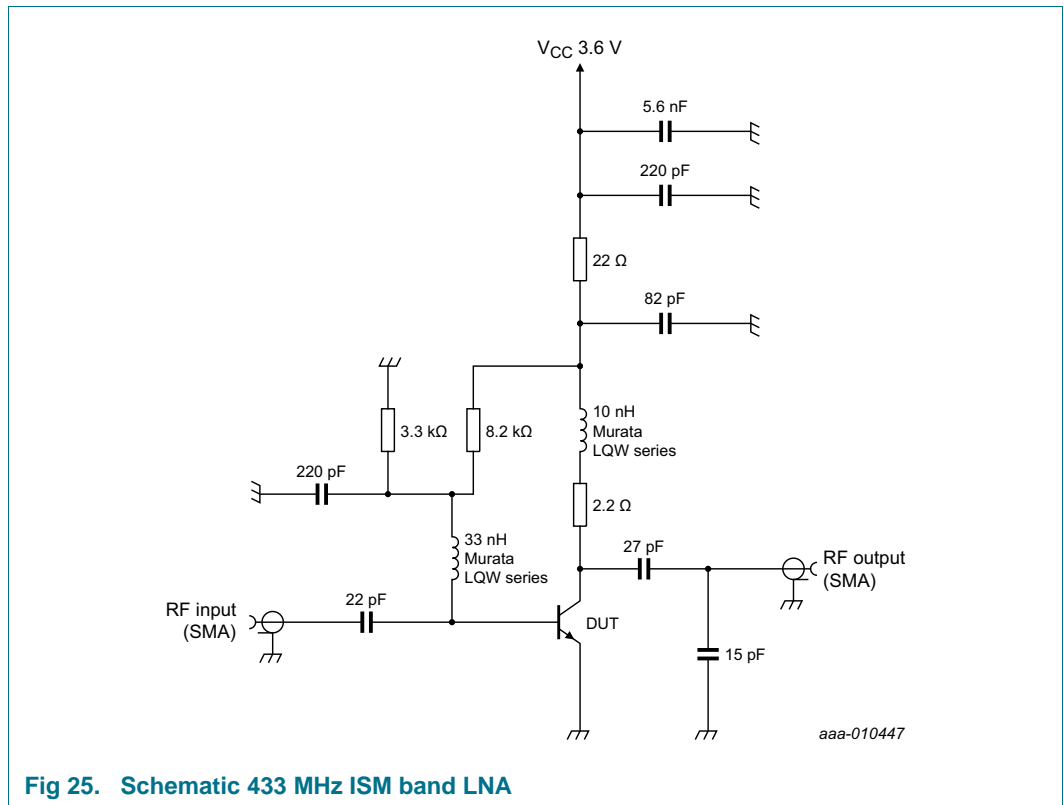 VCC 3.6 V
5.6 nF
220 pF
22 Ω
82 pF
3.3 kΩ
8.2 kΩ
10 nH
Murata
LQW series
220 pF
2.2 Ω
33 nH
Murata
LQW series
27 pF
RF output
(SMA)
RF input
(SMA)
22 pF
DUT
15 pF
aaa-010447
Fig 25. Schematic 433 MHz ISM band LNA